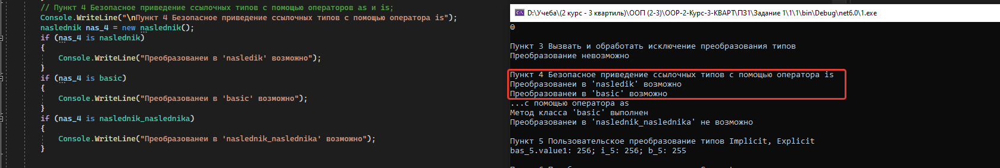 // Пункт 4 Безопасное приведение ссылочных типов с помощью операторов as и is;
Console.WriteLine("\nПункт 4 Безопасное приведение ссылочных типов с помощью оператора is");
naslednik nas_4 = new naslednik();
if (nas_4 is naslednik)
{
Console.WriteLine("Преобразованеи в 'nasledik' возможно");
}
if (nas_4 is basic)
{
Console.WriteLine("Преобразованеи в 'basic' возможно");
}
if (nas_4 is naslednik_naslednika)
{
Console.WriteLine("Преобразованеи в 'naslednik_naslednika' возможно");
}
D:\Учеба\(2 курс - 3 квартиль)\ООП (2-3)\OOP-2-Курс-3-КВАРТ\ПЗ1\Задание 1\1\1\bin\Debug\net6.0\1.exe
Пункт 3 Вызвать и обработать исключение преобразования типов
Преобразование невозможно
Пункт 4 Безопасное приведение ссылочных типов с помощью оператора is
Преобразованеи в 'nasledik' возможно
Преобразованеи в 'basic' возможно
...с помощью оператора as
Метод класса 'basic' выполнен
Преобразованеи в 'naslednik_naslednika' не возможно
Пункт 5 Пользовательское преобразование типов Implicit, Explicit
bas_5.value1: 256; i_5: 256; b_5: 255